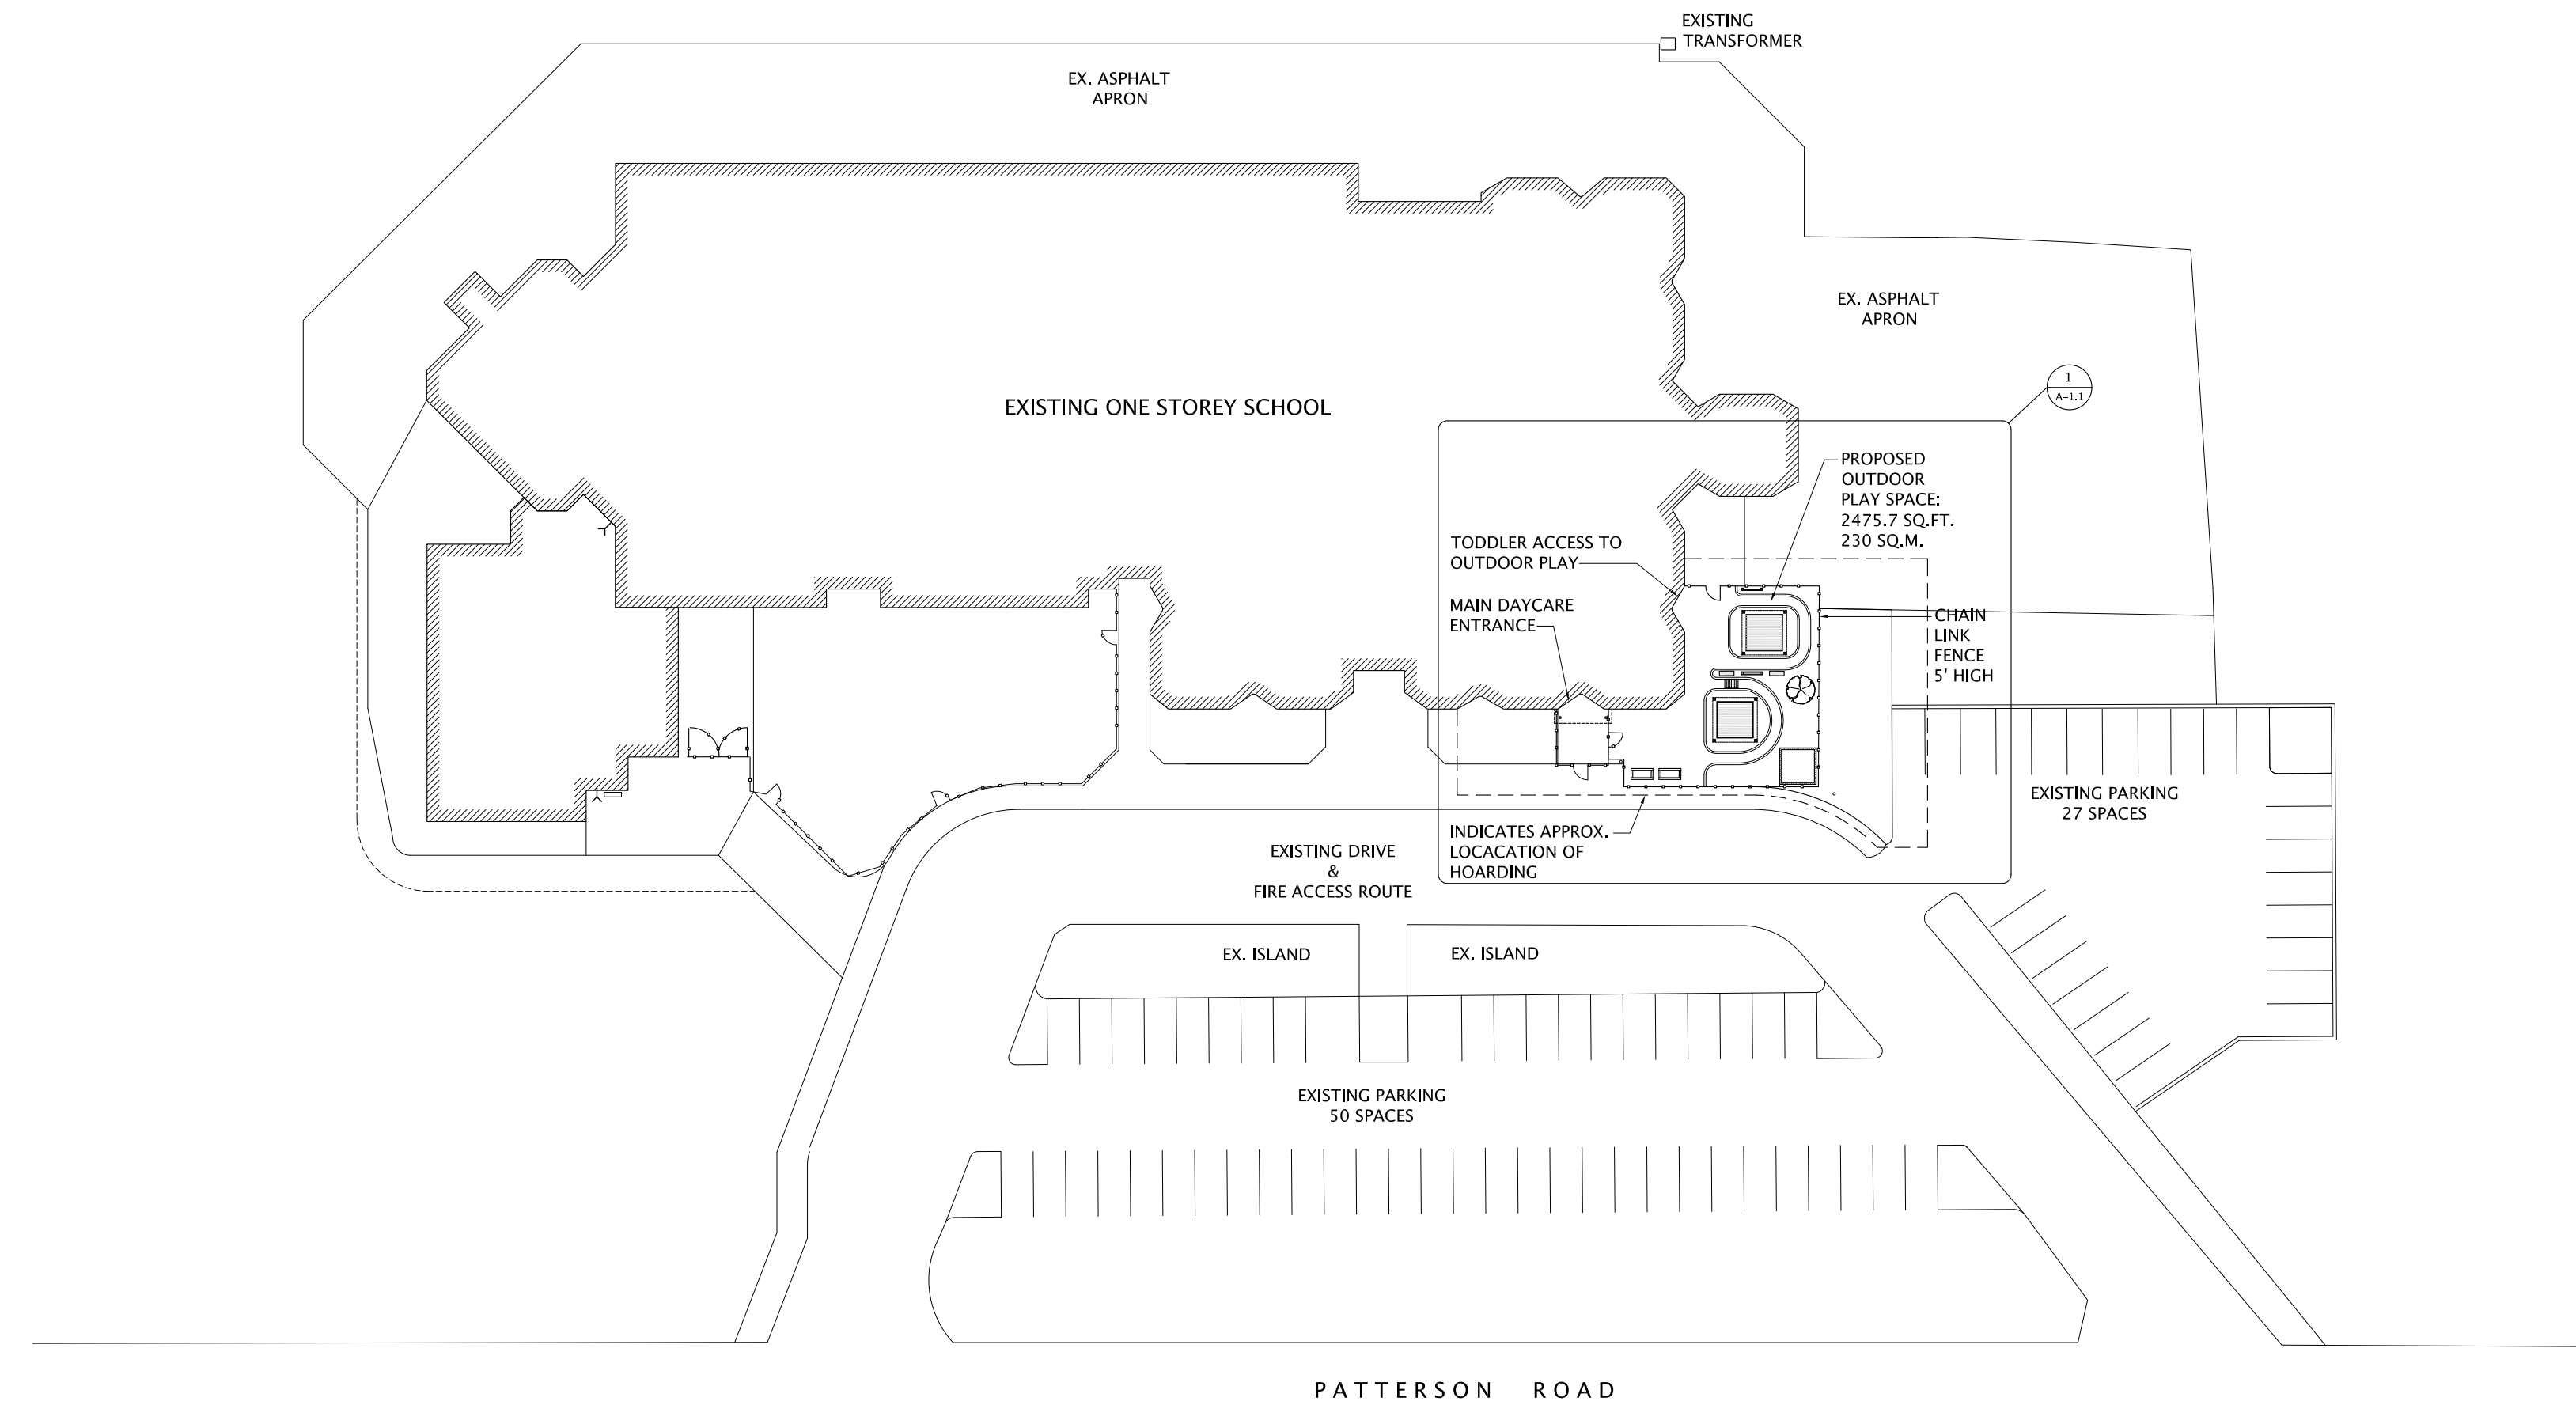 EXISTING
TRANSFORMER
EX. ASPHALT
APRON
EX. ASPHALT
APRON
1
A-1.1
EXISTING ONE STOREY SCHOOL
PROPOSED
OUTDOOR
PLAY SPACE:
2475.7 SQ.FT.
230 SQ.M.
TODDLER ACCESS TO
OUTDOOR PLAY
MAIN DAYCARE
ENTRANCE
CHAIN
LINK
FENCE
5' HIGH
EXISTING PARKING
27 SPACES
INDICATES APPROX.
LOCACATION OF
HOARDING
EXISTING DRIVE
&
FIRE ACCESS ROUTE
EX. ISLAND
EX. ISLAND
EXISTING PARKING
50 SPACES
PATTERSON ROAD